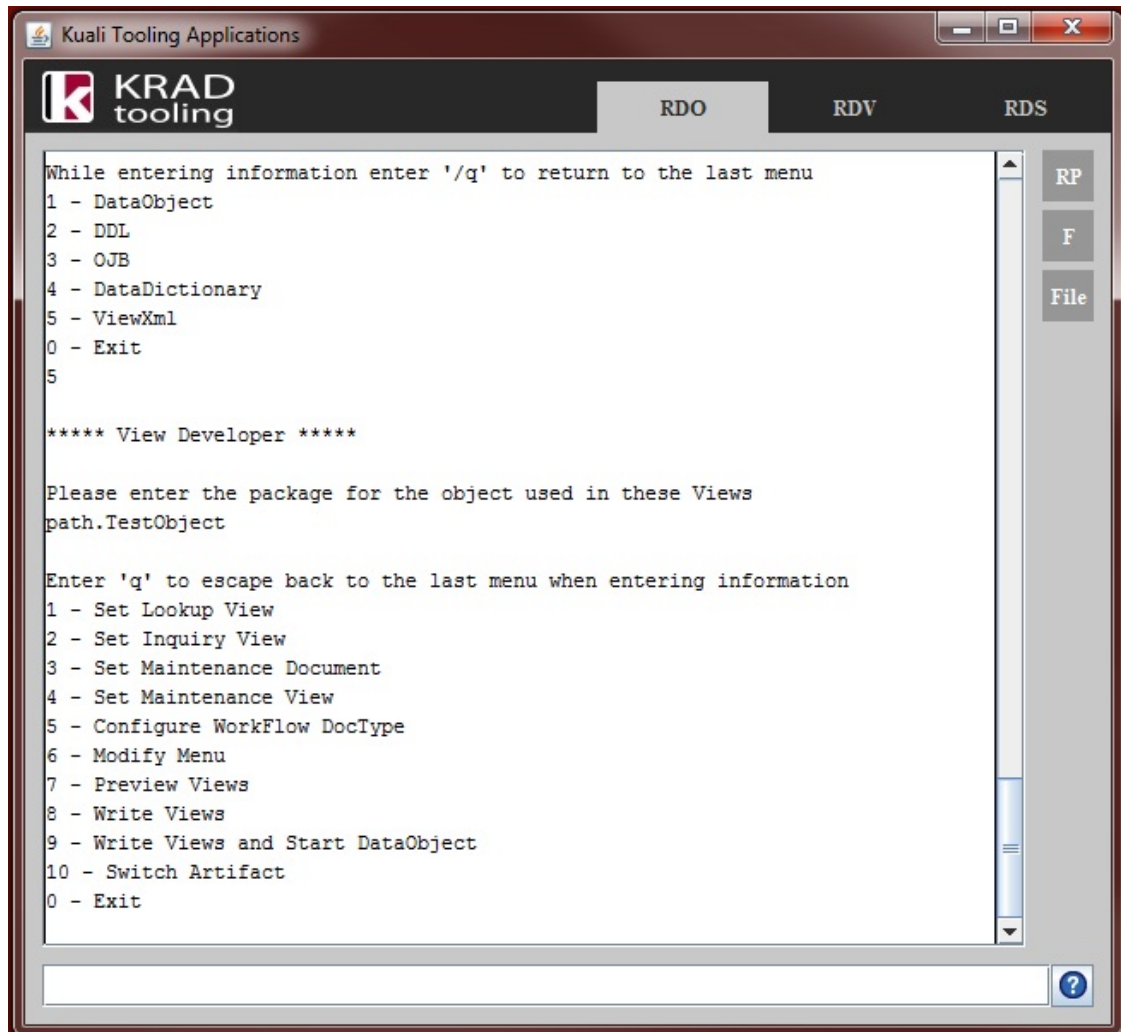 Kuali Tooling Applications
KRAD
tooling
RDO
RDV
RDS
While entering information enter '/q' to return to the last menu
1 - DataObject
2 - DDL
3 - OJB
4 - DataDictionary
5 - ViewXml
0 - Exit
5
***** View Developer *****
Please enter the package for the object used in these Views
path.TestObject
Enter 'q' to escape back to the last menu when entering information
1 - Set Lookup View
2 - Set Inquiry View
3 - Set Maintenance Document
4 - Set Maintenance View
5 - Configure WorkFlow DocType
6 - Modify Menu
7 - Preview Views
8 - Write Views
9 - Write Views and Start DataObject
10 - Switch Artifact
0 - Exit
RP
F
File